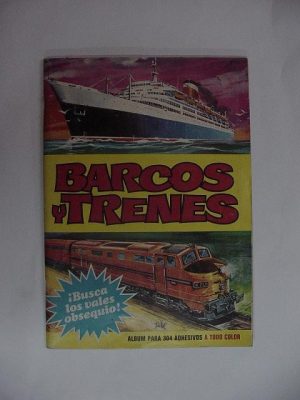 BARCOS
Y TRENES
¡Busca
los vales
obsequio!
ALBUM PARA 304 ADHESIVOS A TODO COLOR